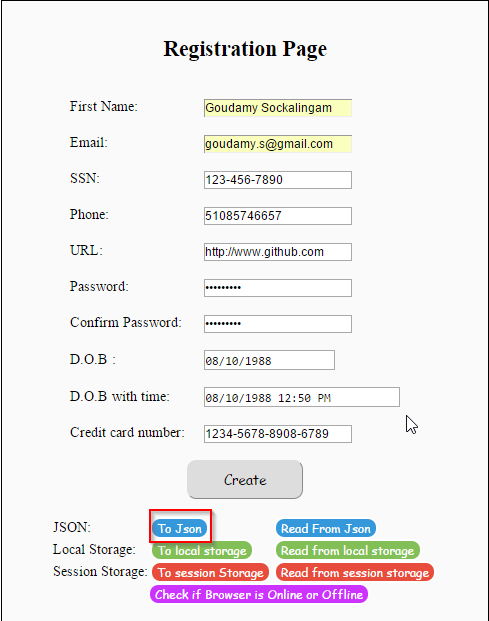 Registration Page
First Name: Goudamy Sockalingam
Email: goudamy.s@gmail.com
SSN: 123-456-7890
Phone: 51085746657
URL: http://www.github.com
Password: •••••••••
Confirm Password: •••••••••
D.O.B : 08/10/1988
D.O.B with time: 08/10/1988 12:50 PM
Credit card number: 1234-5678-8908-6789
Create
JSON: To Json Read From Json
Local Storage: To local storage Read from local storage
Session Storage: To session Storage Read from session storage
Check if Browser is Online or Offline